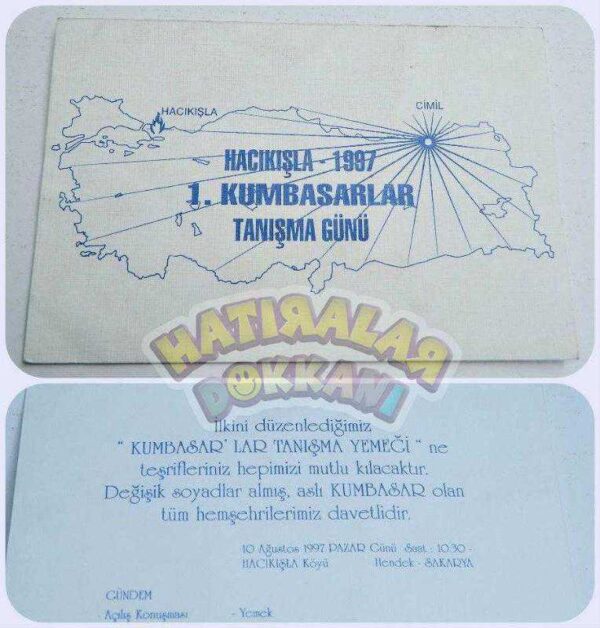 HACIKIŞLA
CİMİL
HACIKIŞLA - 1997
1. KUMBASARLAR
TANIŞMA GÜNÜ
HATIRALAR
DÜKKANI
İlkini düzenlediğimiz
“ KUMBASAR' LAR TANIŞMA YEMEĞİ “ ne
teşrifleriniz hepimizi mutlu kılacaktır.
Değişik soyadlar almış, aslı KUMBASAR olan
tüm hemşehrilerimiz davetlidir.
10 Ağustos 1997 PAZAR Günü Saat : 10:30 -
HACIKIŞLA Köyü Hendek - SAKARYA
GÜNDEM
- Açılış Konuşması - Yemek